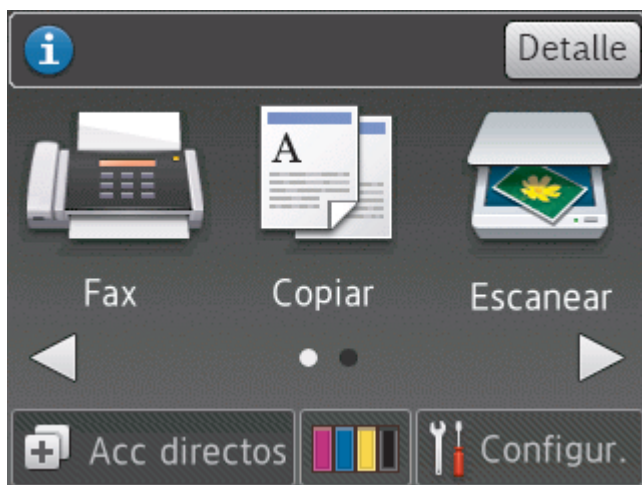 Detalle
Fax
Copiar
Escanear
Acc directos
Configur.